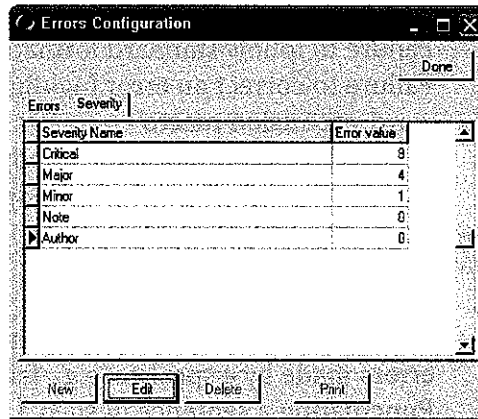 Errors Configuration
Done
Errors Severity
Severity Name Error value
Critical 9
Major 4
Minor 1
Note 0
Author 0
New Edit Delete Print